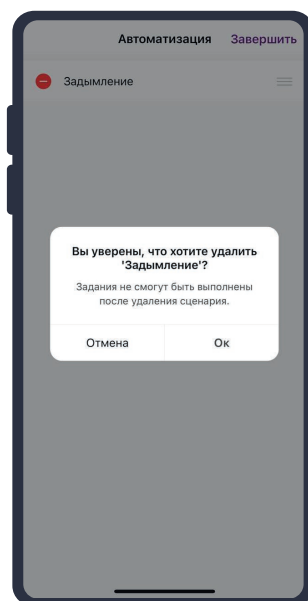 Автоматизация Завершить
Задымление
Вы уверены, что хотите удалить
'Задымление'?
Задания не смогут быть выполнены
после удаления сценария.
Отмена Ок